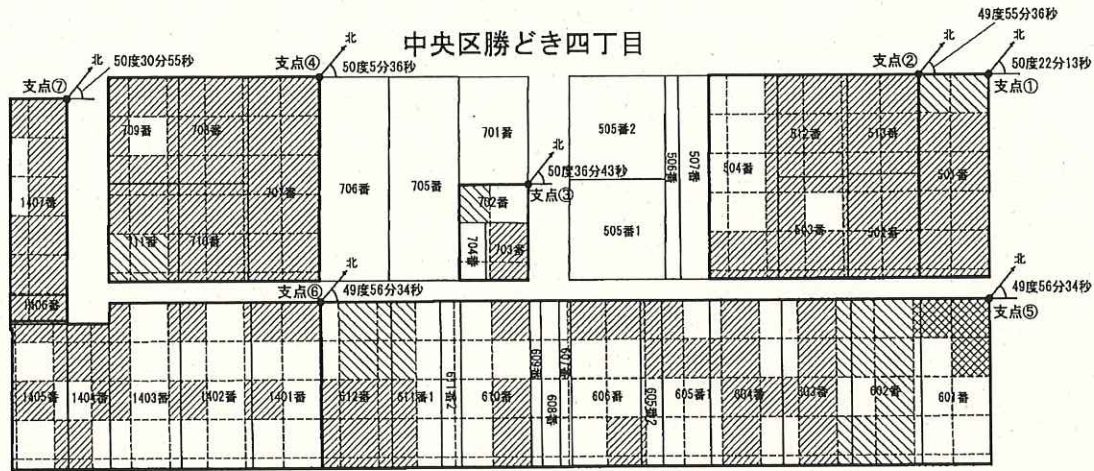 中央区勝どき四丁目
49度55分36秒
北
北
支点②
50度22分13秒
支点①
北
支点④
50度5分36秒
北
50度30分55秒
支点⑦
709番
708番
707番
711番
710番
706番
705番
701番
北
50度36分43秒
支点③
702番
704番
703番
505番2
505番1
506番
507番
504番
512番
513番
501番
503番
502番
1407番
1406番
北
支点⑥
49度56分34秒
北
49度56分34秒
支点⑤
1405番
1404番
1403番
1402番
1401番
612番
611番1
611番2
610番
609番
608番
607番
606番
605番2
605番1
604番
603番
602番
601番